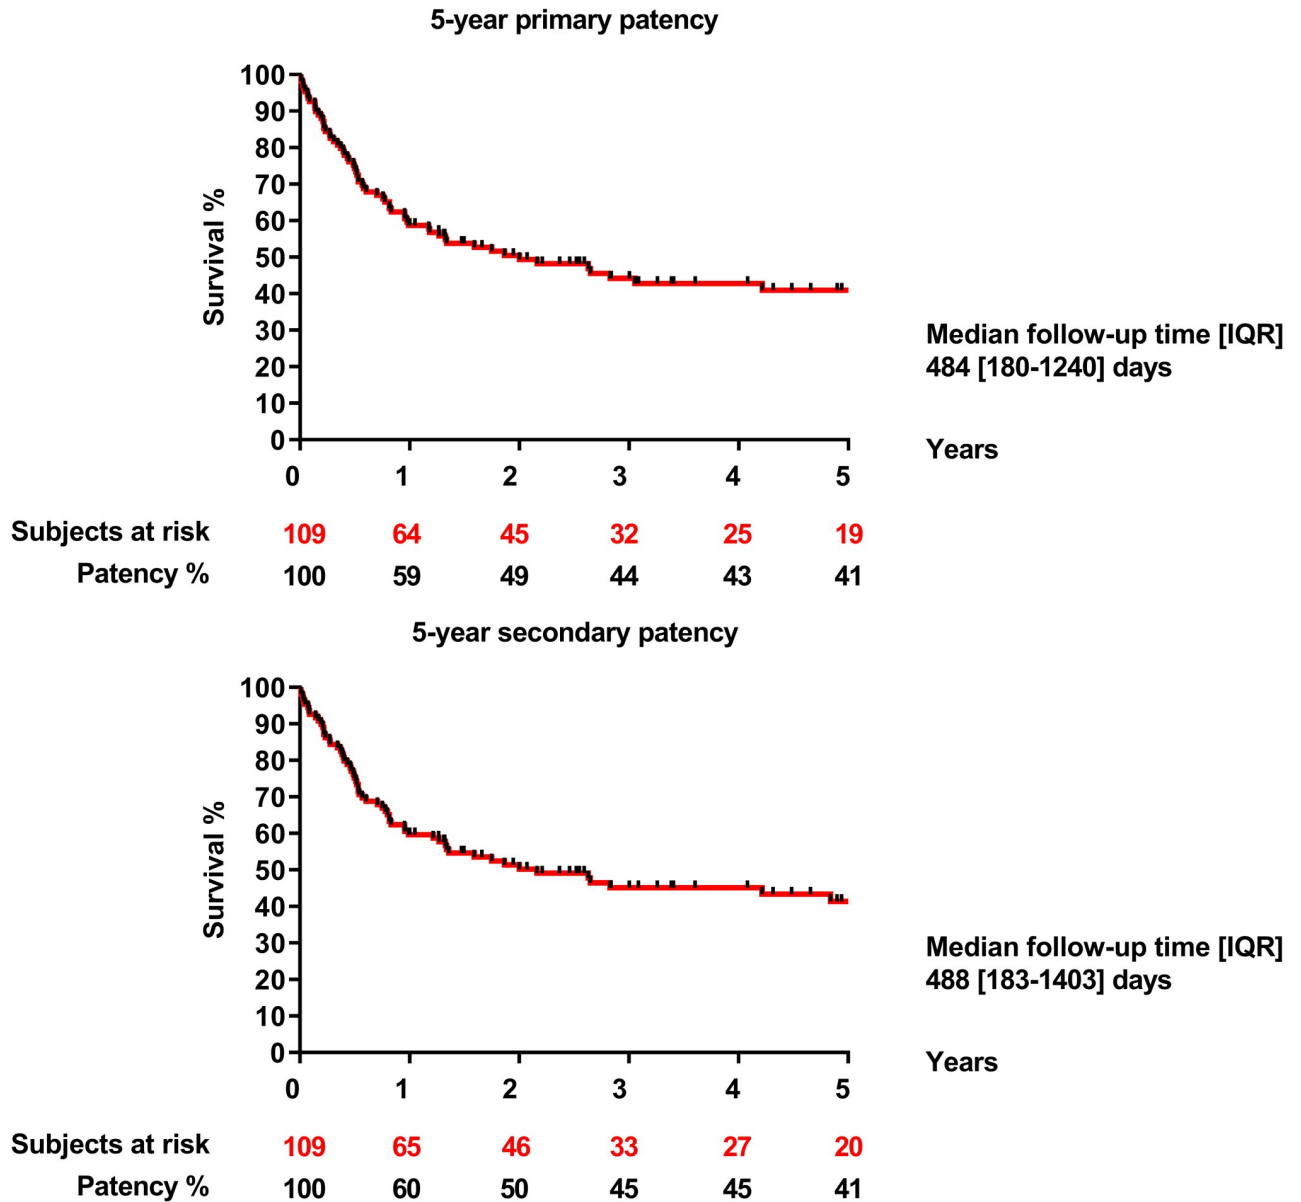 5-year primary patency
100
90
80
70
60
50
40
30
20
10
0
Survival %
0 1 2 3 4 5
Years
Median follow-up time [IQR]
484 [180-1240] days
Subjects at risk 109 64 45 32 25 19
Patency % 100 59 49 44 43 41
5-year secondary patency
100
90
80
70
60
50
40
30
20
10
0
Survival %
0 1 2 3 4 5
Years
Median follow-up time [IQR]
488 [183-1403] days
Subjects at risk 109 65 46 33 27 20
Patency % 100 60 50 45 45 41